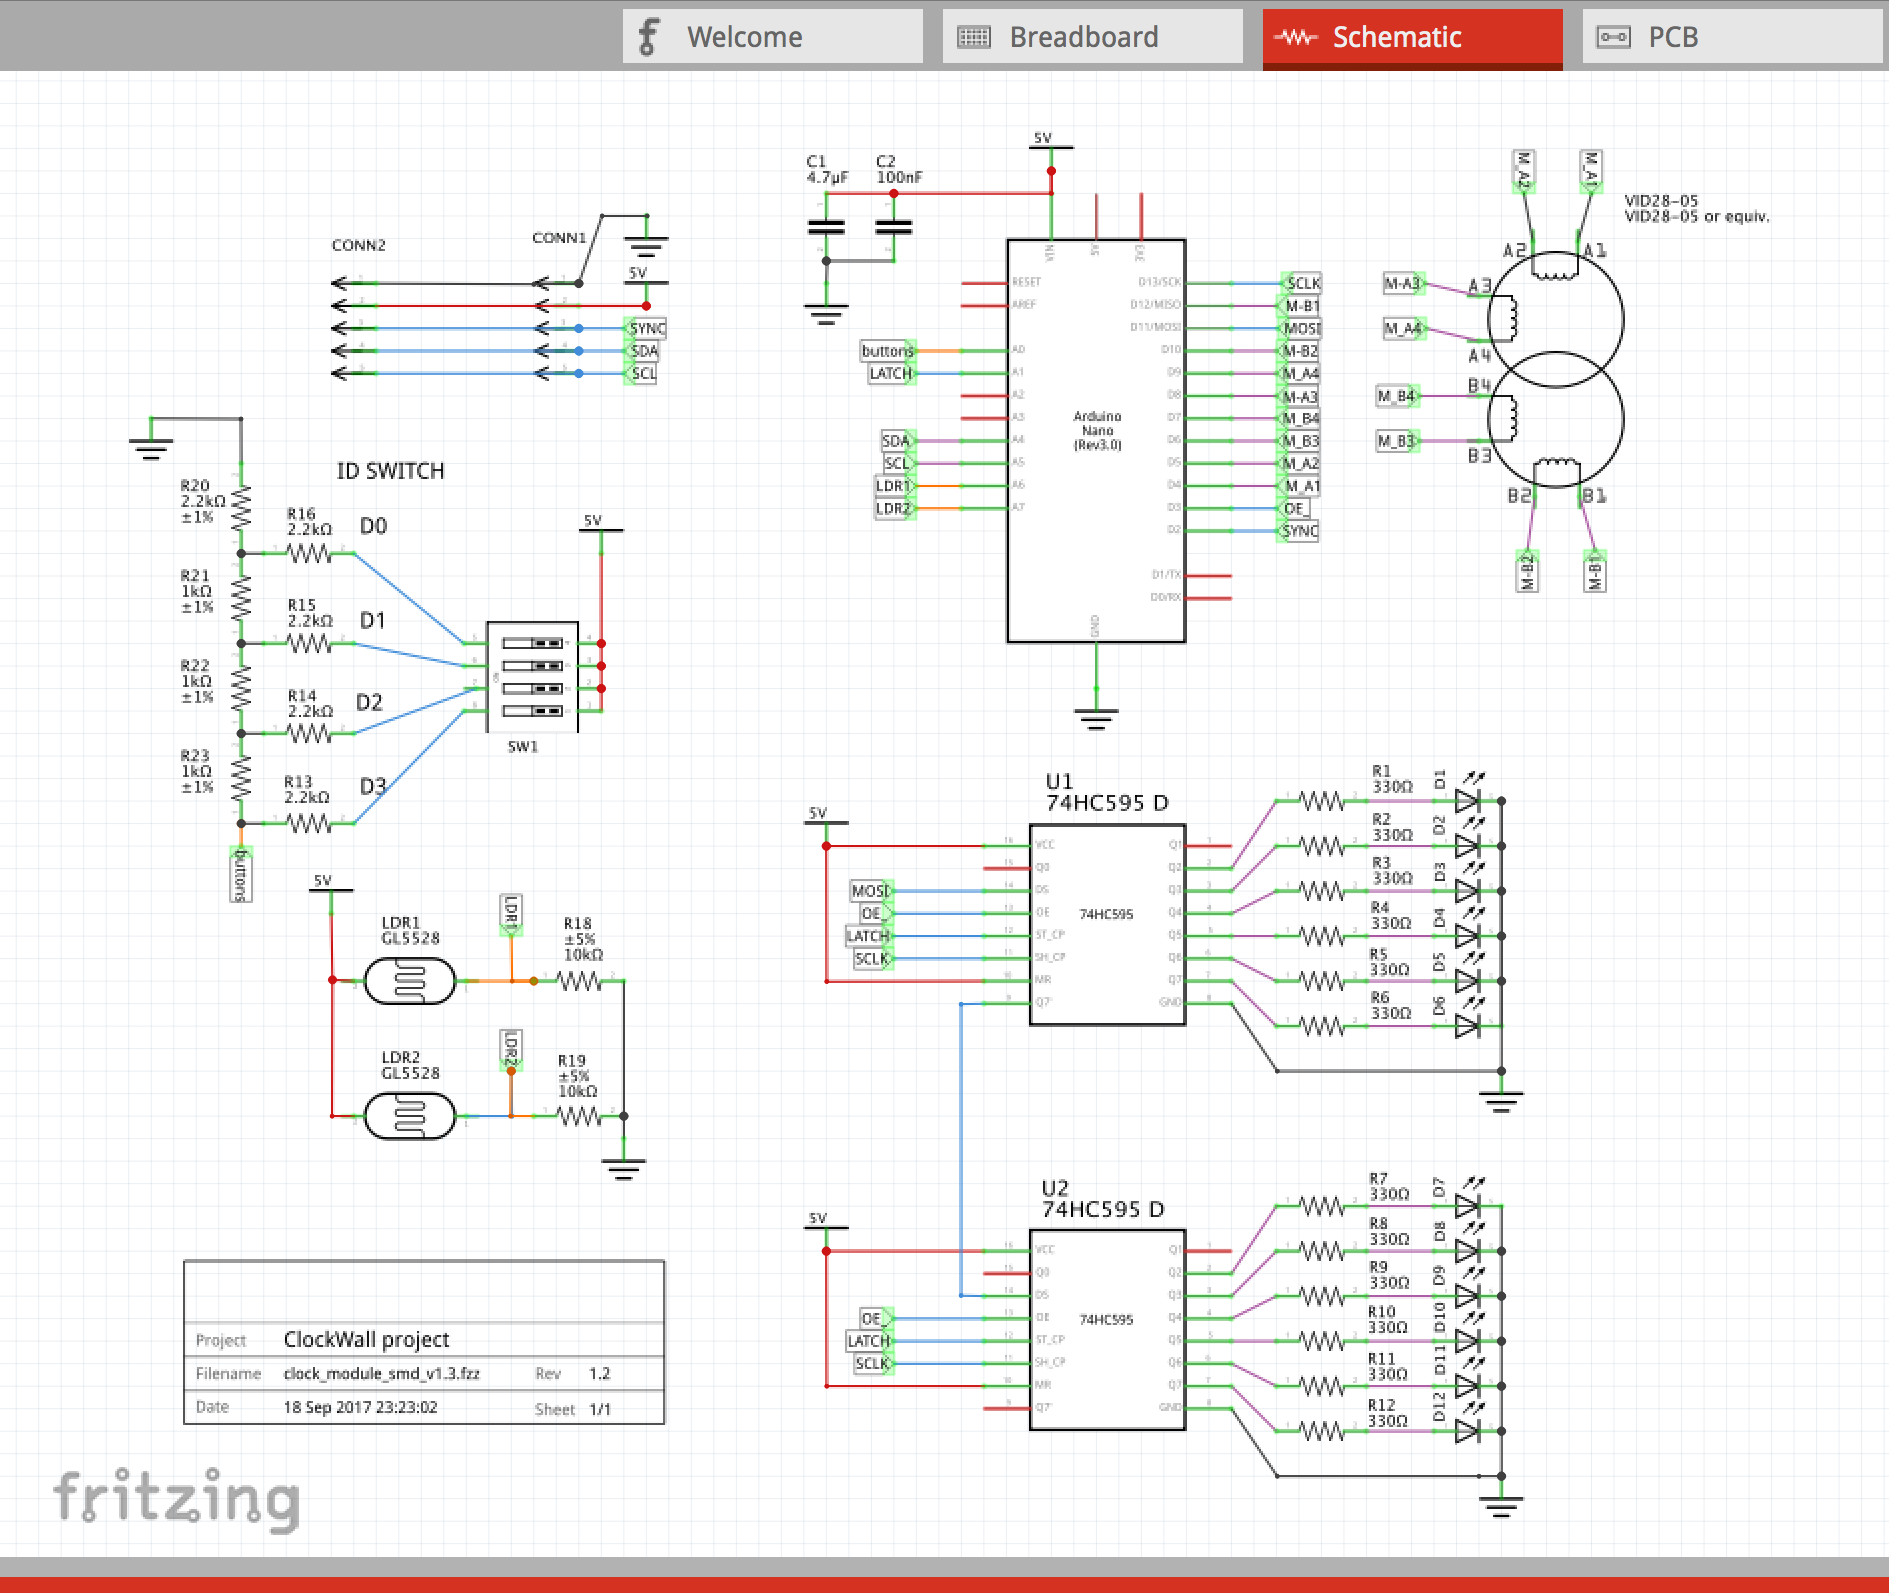 Welcome
Breadboard
Schematic
PCB
5V
C1
4.7µF
C2
100nF
M_A2
M_A1
VID28-05
VID28-05 or equiv.
CONN2
CONN1
5V
SYNC
SDA
SCL
VIN
5V
RESET
AREF
buttons
A0
LATCH
A1
A2
A3
SDA
A4
SCL
A5
LDR1
A6
LDR2
A7
Arduino
Nano
(Rev3.0)
D13/SCK
SCLK
D12/MISO
M-B1
D11/MOSI
MOSI
D10
M-B2
D9
M_A4
D8
M-A3
D7
M_B4
D6
M_B3
D5
M_A2
D4
M_A1
D3
OE_
D2
SYNC
D1/TX
D0/RX
GND
A2
A1
M-A3
A3
M_A4
A4
M_B4
B4
M_B3
B3
B2
B1
M-B2
M-B1
ID SWITCH
R20
2.2kΩ
±1%
R16
2.2kΩ
D0
5V
R21
1kΩ
±1%
R15
2.2kΩ
D1
R22
1kΩ
±1%
R14
2.2kΩ
D2
SW1
R23
1kΩ
±1%
R13
2.2kΩ
D3
buttons
5V
LDR1
GL5528
LDR1
R18
±5%
10kΩ
LDR2
GL5528
LDR2
R19
±5%
10kΩ
U1
74HC595 D
5V
VCC
Q0
MOSI
DS
OE_
OE
LATCH
ST_CP
SCLK
SH_CP
MR
Q7'
74HC595
Q1
Q2
Q3
Q4
Q5
Q6
Q7
GND
R1
330Ω
D1
R2
330Ω
D2
R3
330Ω
D3
R4
330Ω
D4
R5
330Ω
D5
R6
330Ω
D6
U2
74HC595 D
5V
VCC
Q0
DS
OE_
OE
LATCH
ST_CP
SCLK
SH_CP
MR
Q7'
74HC595
Q1
Q2
Q3
Q4
Q5
Q6
Q7
GND
R7
330Ω
D7
R8
330Ω
D8
R9
330Ω
D9
R10
330Ω
D10
R11
330Ω
D11
R12
330Ω
D12
Project ClockWall project
Filename clock_module_smd_v1.3.fzz Rev 1.2
Date 18 Sep 2017 23:23:02 Sheet 1/1
fritzing